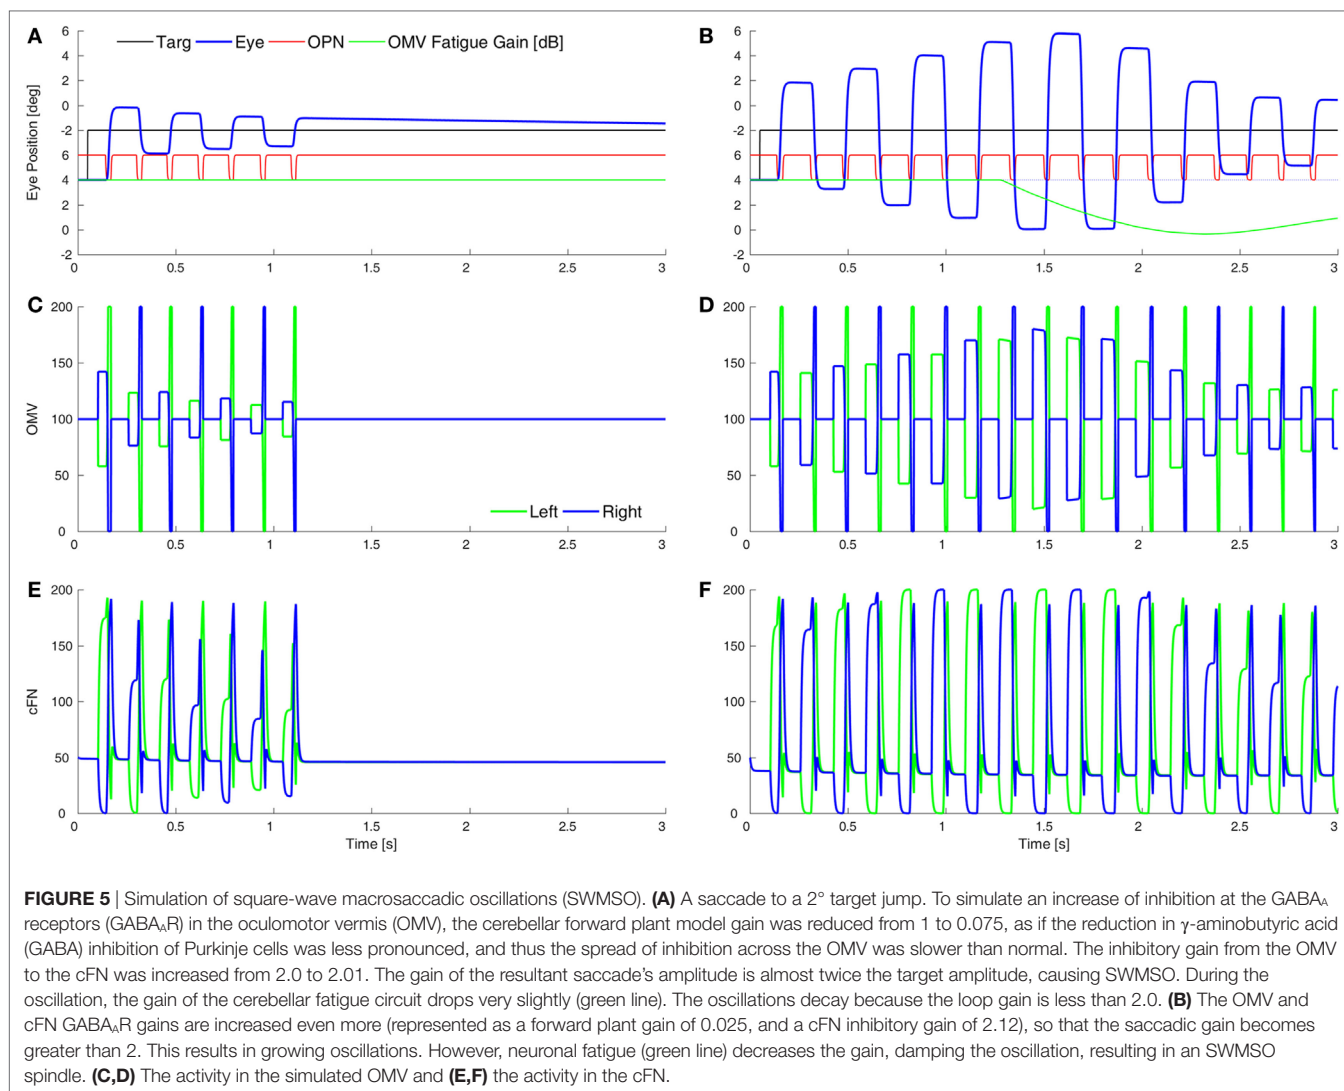 A
Targ Eye OPN OMV Fatigue Gain [dB]
B
Eye Position [deg]
6
4
2
0
-2
6
4
2
0
-2
0 0.5 1 1.5 2 2.5 3
6
4
2
0
-2
6
4
2
0
-2
0 0.5 1 1.5 2 2.5 3
C
OMV
200
150
100
50
0
Left Right
0 0.5 1 1.5 2 2.5 3
D
200
150
100
50
0
0 0.5 1 1.5 2 2.5 3
E
cFN
200
150
100
50
0
0 0.5 1 1.5 2 2.5 3
Time [s]
F
200
150
100
50
0
0 0.5 1 1.5 2 2.5 3
Time [s]
FIGURE 5 | Simulation of square-wave macrosaccadic oscillations (SWMSO). (A) A saccade to a 2° target jump. To simulate an increase of inhibition at the GABAA
receptors (GABAAR) in the oculomotor vermis (OMV), the cerebellar forward plant model gain was reduced from 1 to 0.075, as if the reduction in γ-aminobutyric acid
(GABA) inhibition of Purkinje cells was less pronounced, and thus the spread of inhibition across the OMV was slower than normal. The inhibitory gain from the OMV
to the cFN was increased from 2.0 to 2.01. The gain of the resultant saccade's amplitude is almost twice the target amplitude, causing SWMSO. During the
oscillation, the gain of the cerebellar fatigue circuit drops very slightly (green line). The oscillations decay because the loop gain is less than 2.0. (B) The OMV and
cFN GABAAR gains are increased even more (represented as a forward plant gain of 0.025, and a cFN inhibitory gain of 2.12), so that the saccadic gain becomes
greater than 2. This results in growing oscillations. However, neuronal fatigue (green line) decreases the gain, damping the oscillation, resulting in an SWMSO
spindle. (C,D) The activity in the simulated OMV and (E,F) the activity in the cFN.